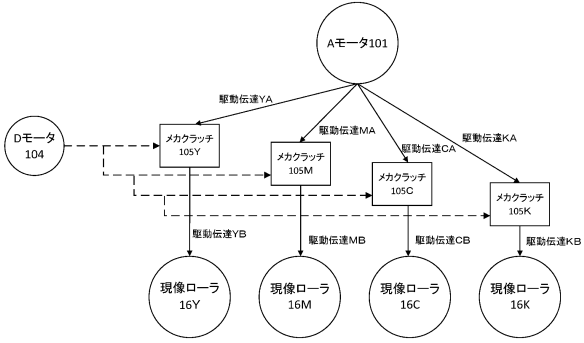 Aモータ101
駆動伝達YA
駆動伝達MA
駆動伝達CA
駆動伝達KA
Dモータ
104
メカクラッチ
105Y
メカクラッチ
105M
メカクラッチ
105C
メカクラッチ
105K
駆動伝達YB
駆動伝達MB
駆動伝達CB
駆動伝達KB
現像ローラ
16Y
現像ローラ
16M
現像ローラ
16C
現像ローラ
16K